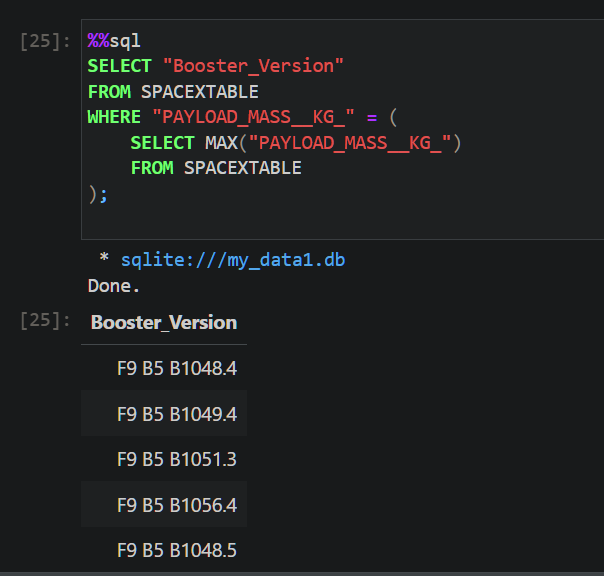 [25]: %%sql
SELECT "Booster_Version"
FROM SPACEXTABLE
WHERE "PAYLOAD_MASS__KG_" = (
    SELECT MAX("PAYLOAD_MASS__KG_")
    FROM SPACEXTABLE
);
* sqlite:///my_data1.db
Done.
[25]: Booster_Version
F9 B5 B1048.4
F9 B5 B1049.4
F9 B5 B1051.3
F9 B5 B1056.4
F9 B5 B1048.5